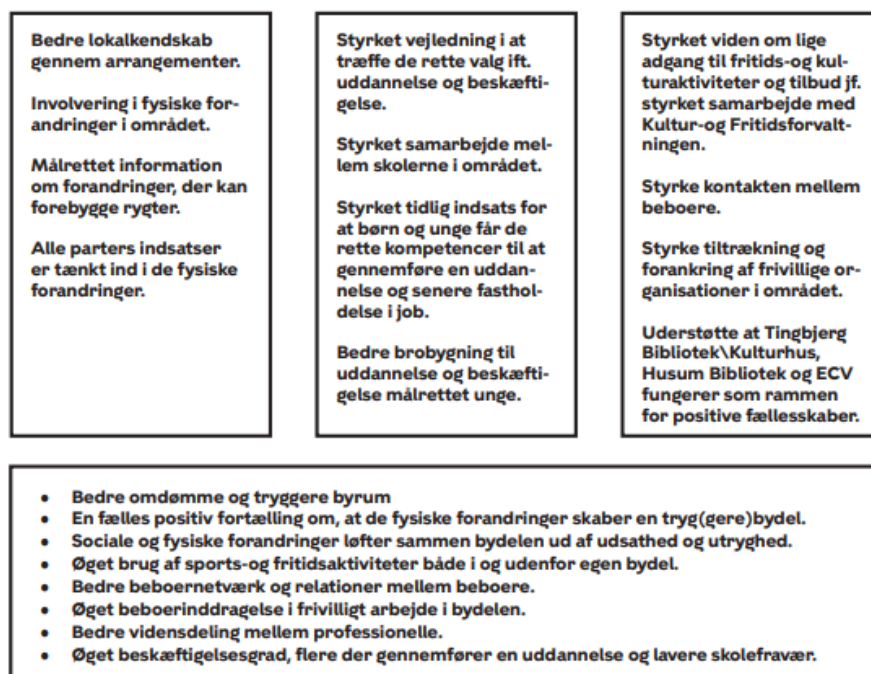 Bedre lokalkendskab
gennem arrangementer.
Involvering i fysiske for-
andringer i området.
Målrettet information
om forandringer, der kan
forebygge rygter.
Alle parters indsatser
er tænkt ind i de fysiske
forandringer.
Styrket vejledning i at
træffe de rette valg ift.
uddannelse og beskæfti-
gelse.
Styrket samarbejde mel-
lem skolerne i området.
Styrket tidlig indsats for
at børn og unge får de
rette kompetencer til at
gennemføre en uddan-
nelse og senere fasthol-
delse i job.
Bedre brobygning til
uddannelse og beskæfti-
gelse målrettet unge.
Styrket viden om lige
adgang til fritids-og kul-
turaktiviteter og tilbud jf.
styrket samarbejde med
Kultur-og Fritidsforvalt-
ningen.
Styrke kontakten mellem
beboere.
Styrke tiltrækning og
forankring af frivillige or-
ganisationer i området.
Uderstøtte at Tingbjerg
Bibliotek\Kulturhus,
Husum Bibliotek og ECV
fungerer som rammen
for positive fællesskaber.
• Bedre omdømme og tryggere byrum
• En fælles positiv fortælling om, at de fysiske forandringer skaber en tryg(gere)bydel.
• Sociale og fysiske forandringer løfter sammen bydelen ud af udsathed og utryghed.
• Øget brug af sports-og fritidsaktiviteter både i og udenfor egen bydel.
• Bedre beboernetværk og relationer mellem beboere.
• Øget beboerinddragelse i frivilligt arbejde i bydelen.
• Bedre vidensdeling mellem professionelle.
• Øget beskæftigelsesgrad, flere der gennemfører en uddannelse og lavere skolefravær.